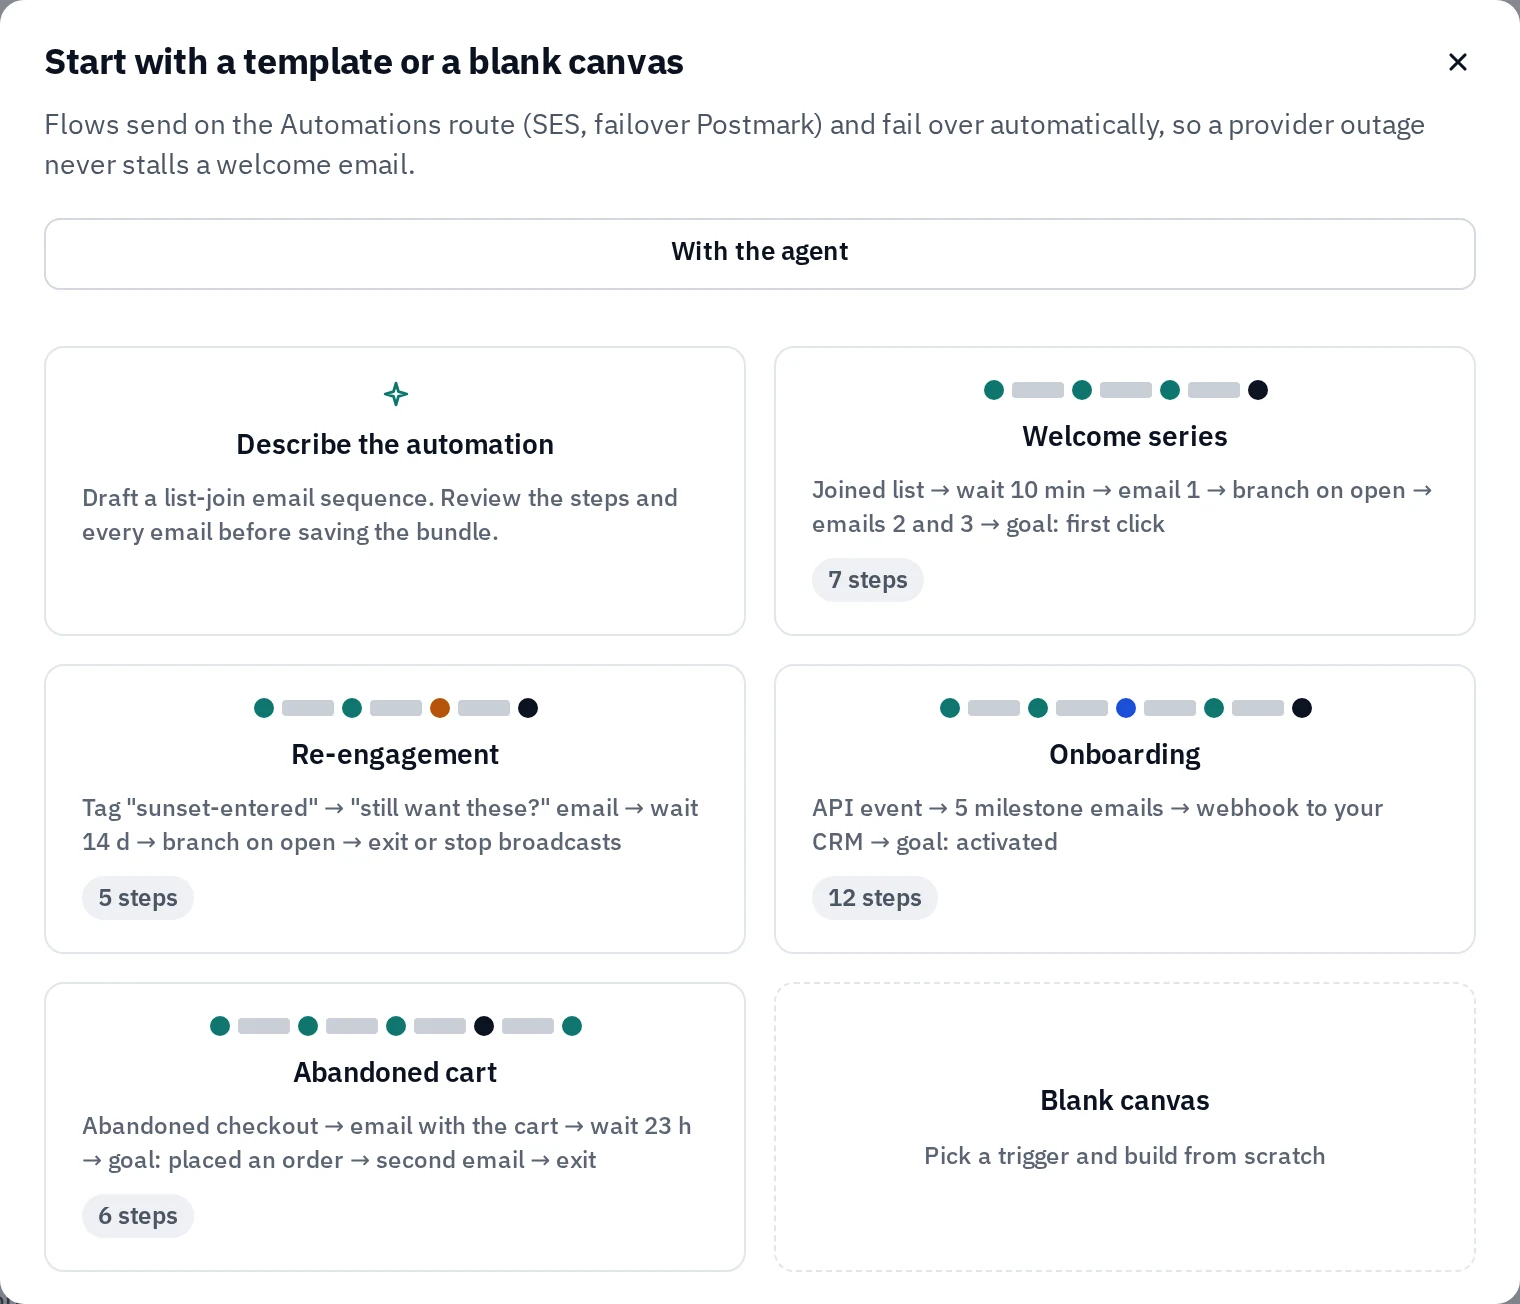 Start with a template or a blank canvas
Flows send on the Automations route (SES, failover Postmark) and fail over automatically, so a provider outage
never stalls a welcome email.
With the agent
Describe the automation
Draft a list-join email sequence. Review the steps and
every email before saving the bundle.
Welcome series
Joined list → wait 10 min → email 1 → branch on open →
emails 2 and 3 → goal: first click
7 steps
Re-engagement
Tag "sunset-entered" → "still want these?" email → wait
14 d → branch on open → exit or stop broadcasts
5 steps
Onboarding
API event → 5 milestone emails → webhook to your
CRM → goal: activated
12 steps
Abandoned cart
Abandoned checkout → email with the cart → wait 23 h
→ goal: placed an order → second email → exit
6 steps
Blank canvas
Pick a trigger and build from scratch